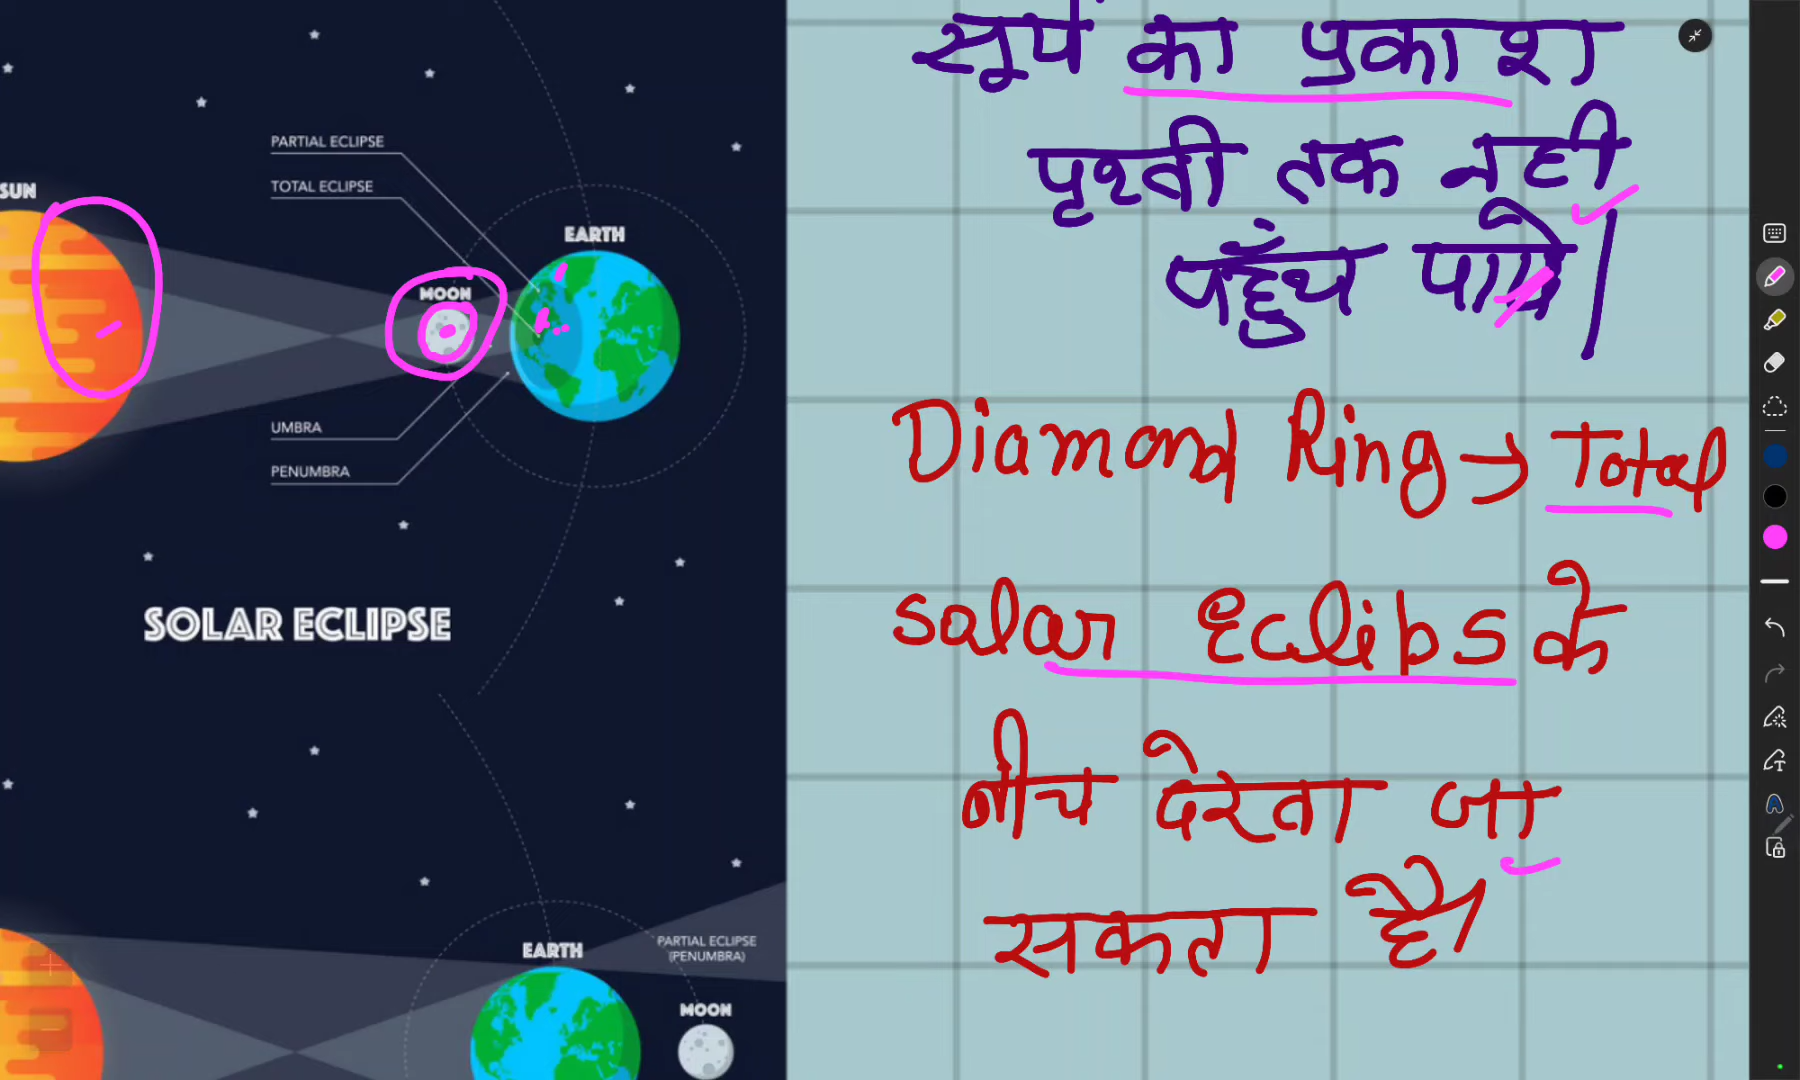 PARTIAL ECLIPSE
TOTAL ECLIPSE
SUN
EARTH
MOON
UMBRA
PENUMBRA
SOLAR ECLIPSE
EARTH
PARTIAL ECLIPSE
(PENUMBRA)
MOON
सूर्य का प्रकाश
पृथ्वी तक नही
पहुँच पाये।
Diamond Ring → Total
Solar Eclibs के
बीच देखा जा
सकता है।